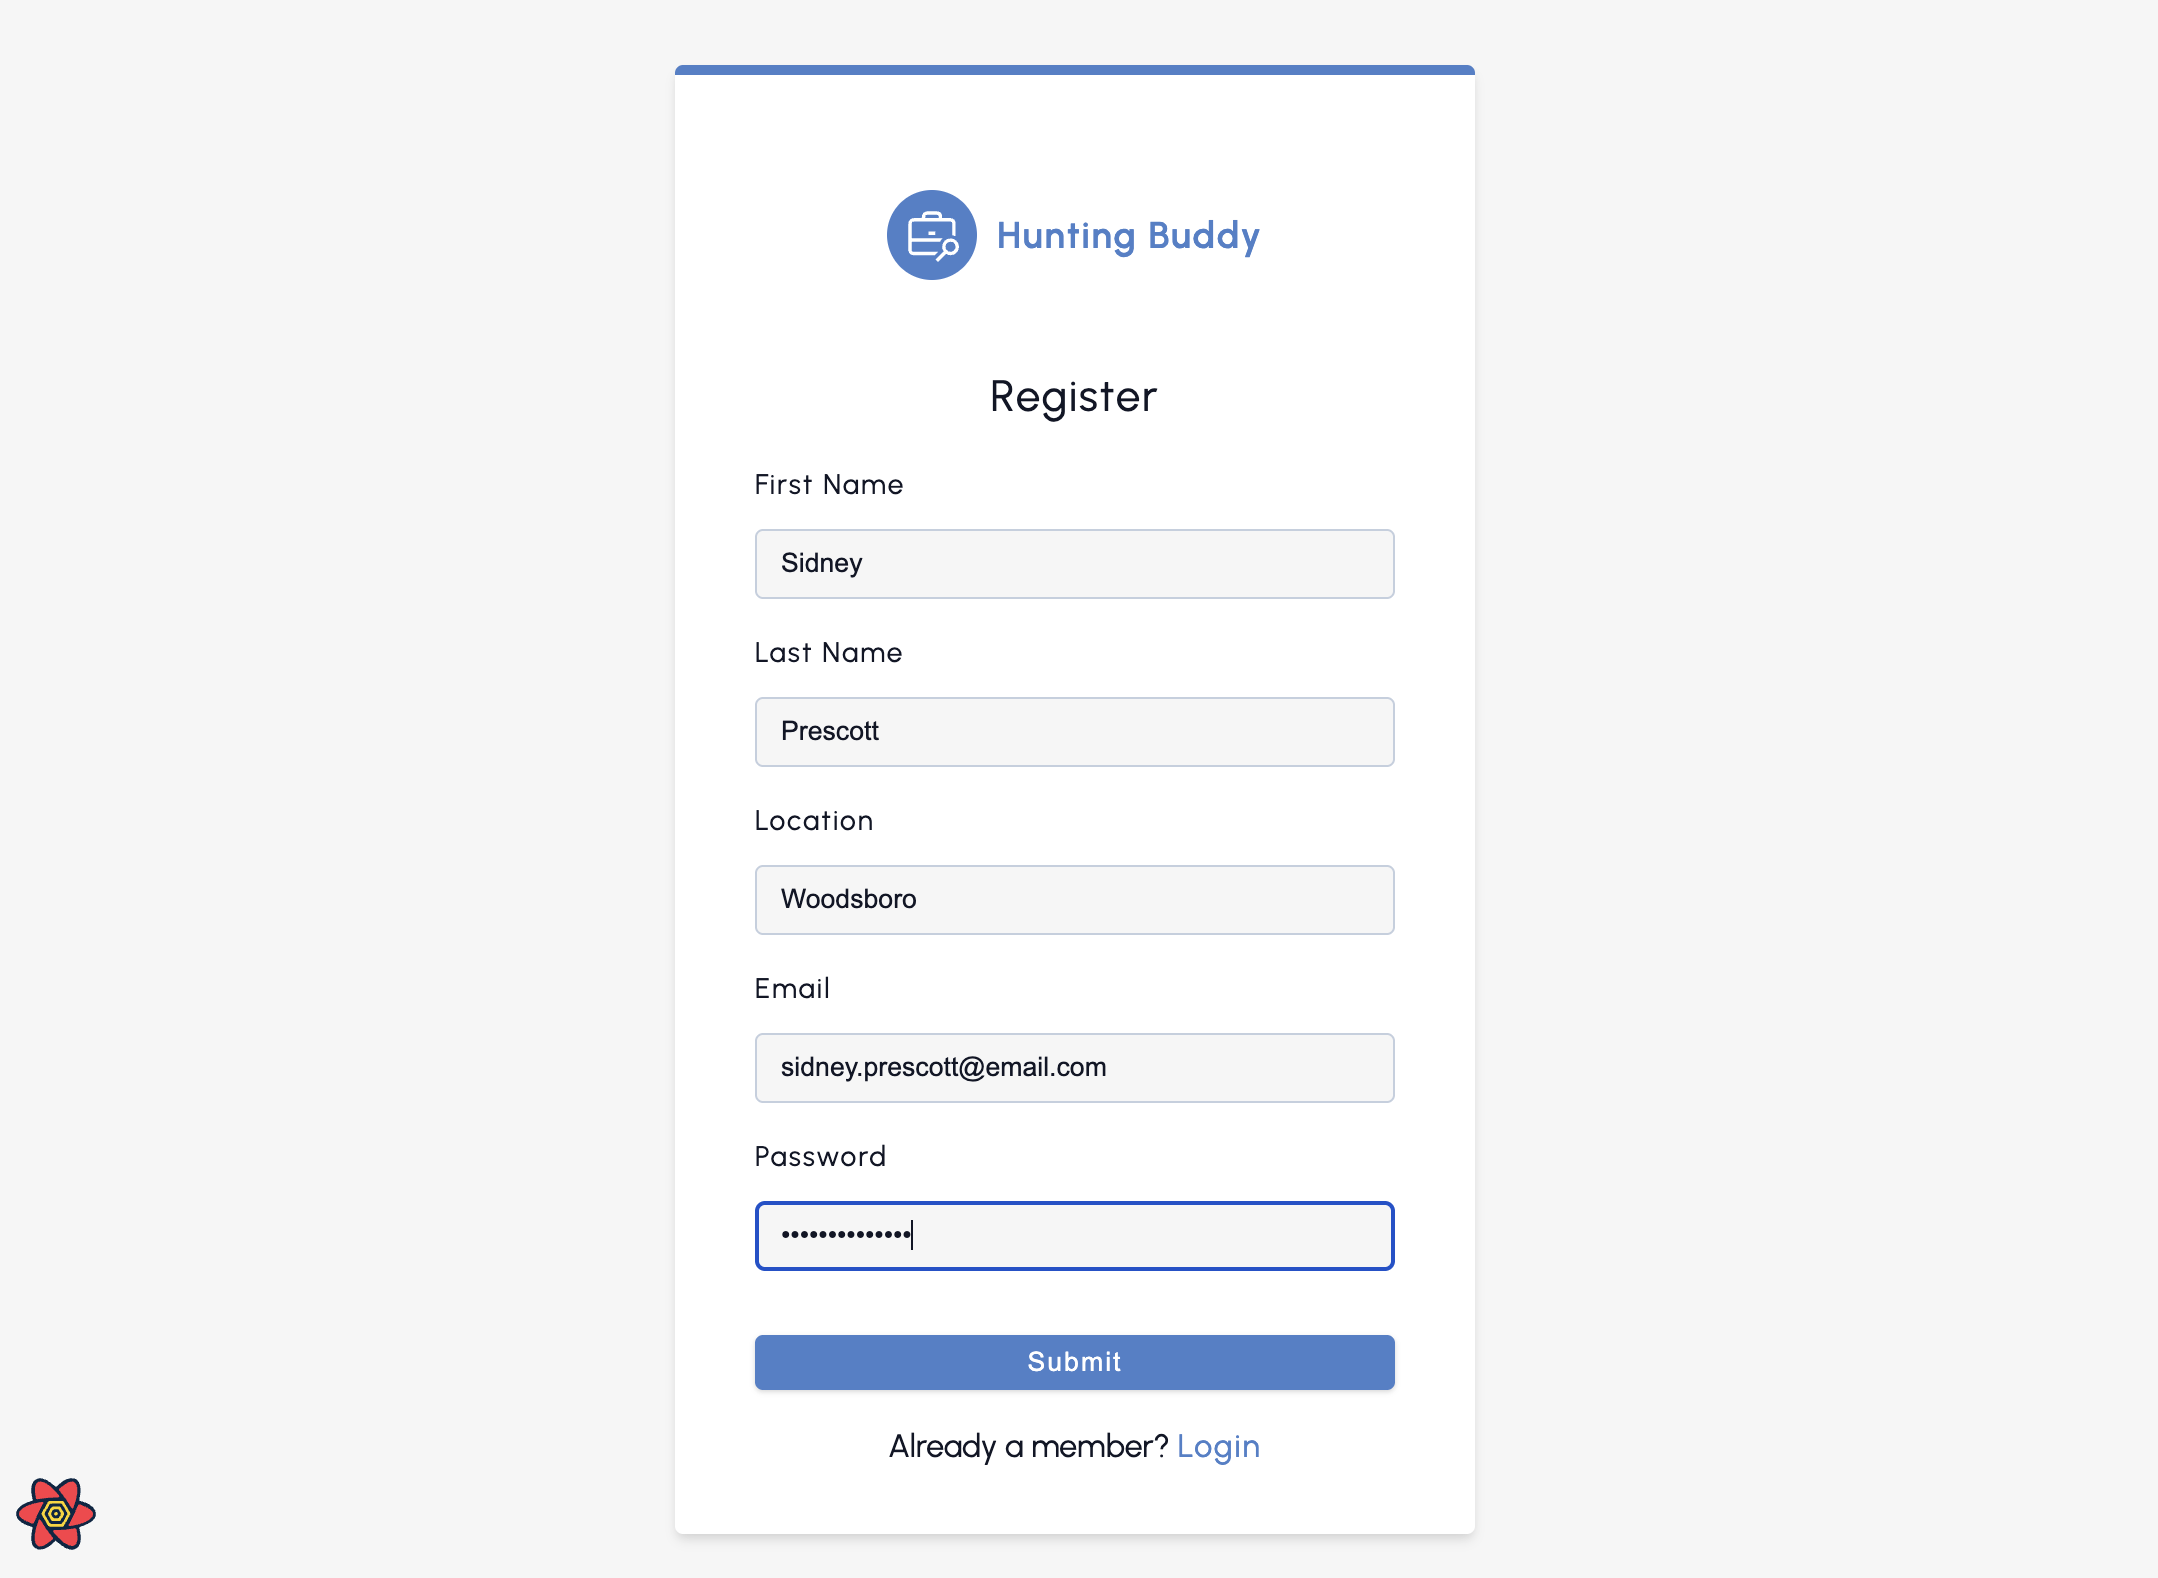 Hunting Buddy
Register
First Name
Sidney
Last Name
Prescott
Location
Woodsboro
Email
sidney.prescott@email.com
Password
••••••••••••••
Submit
Already a member? Login